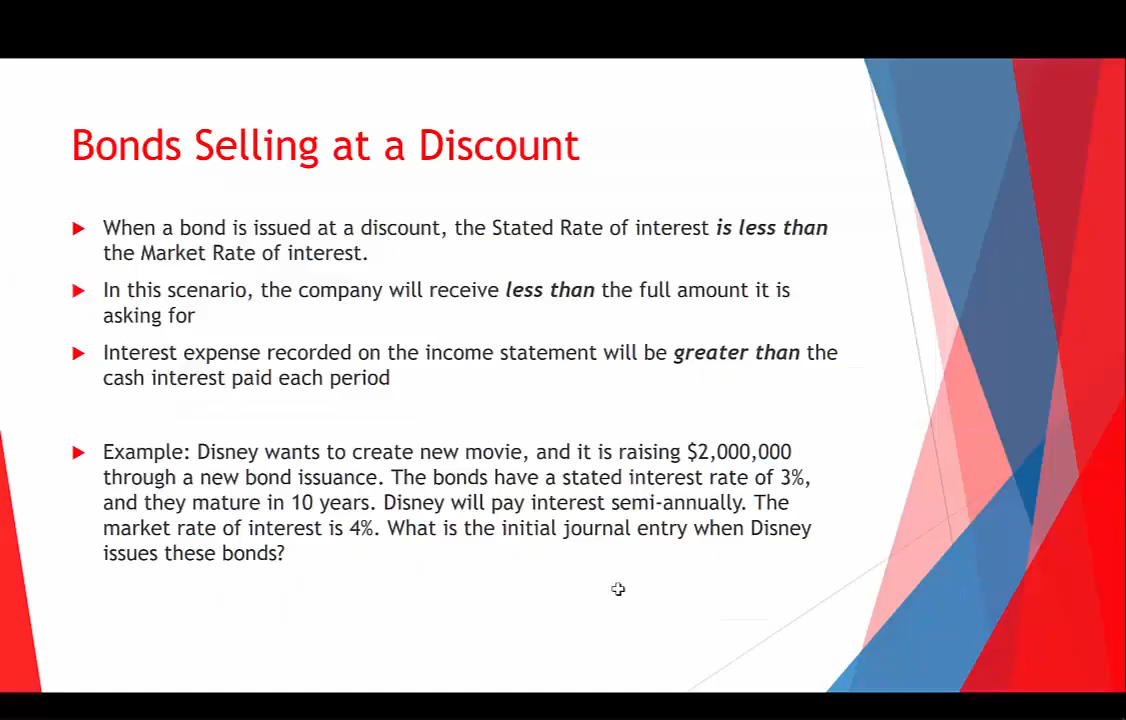 Bonds Selling at a Discount
When a bond is issued at a discount, the Stated Rate of interest is less than
the Market Rate of interest.
In this scenario, the company will receive less than the full amount it is
asking for
Interest expense recorded on the income statement will be greater than the
cash interest paid each period
Example: Disney wants to create new movie, and it is raising $2,000,000
through a new bond issuance. The bonds have a stated interest rate of 3%,
and they mature in 10 years. Disney will pay interest semi-annually. The
market rate of interest is 4%. What is the initial journal entry when Disney
issues these bonds?